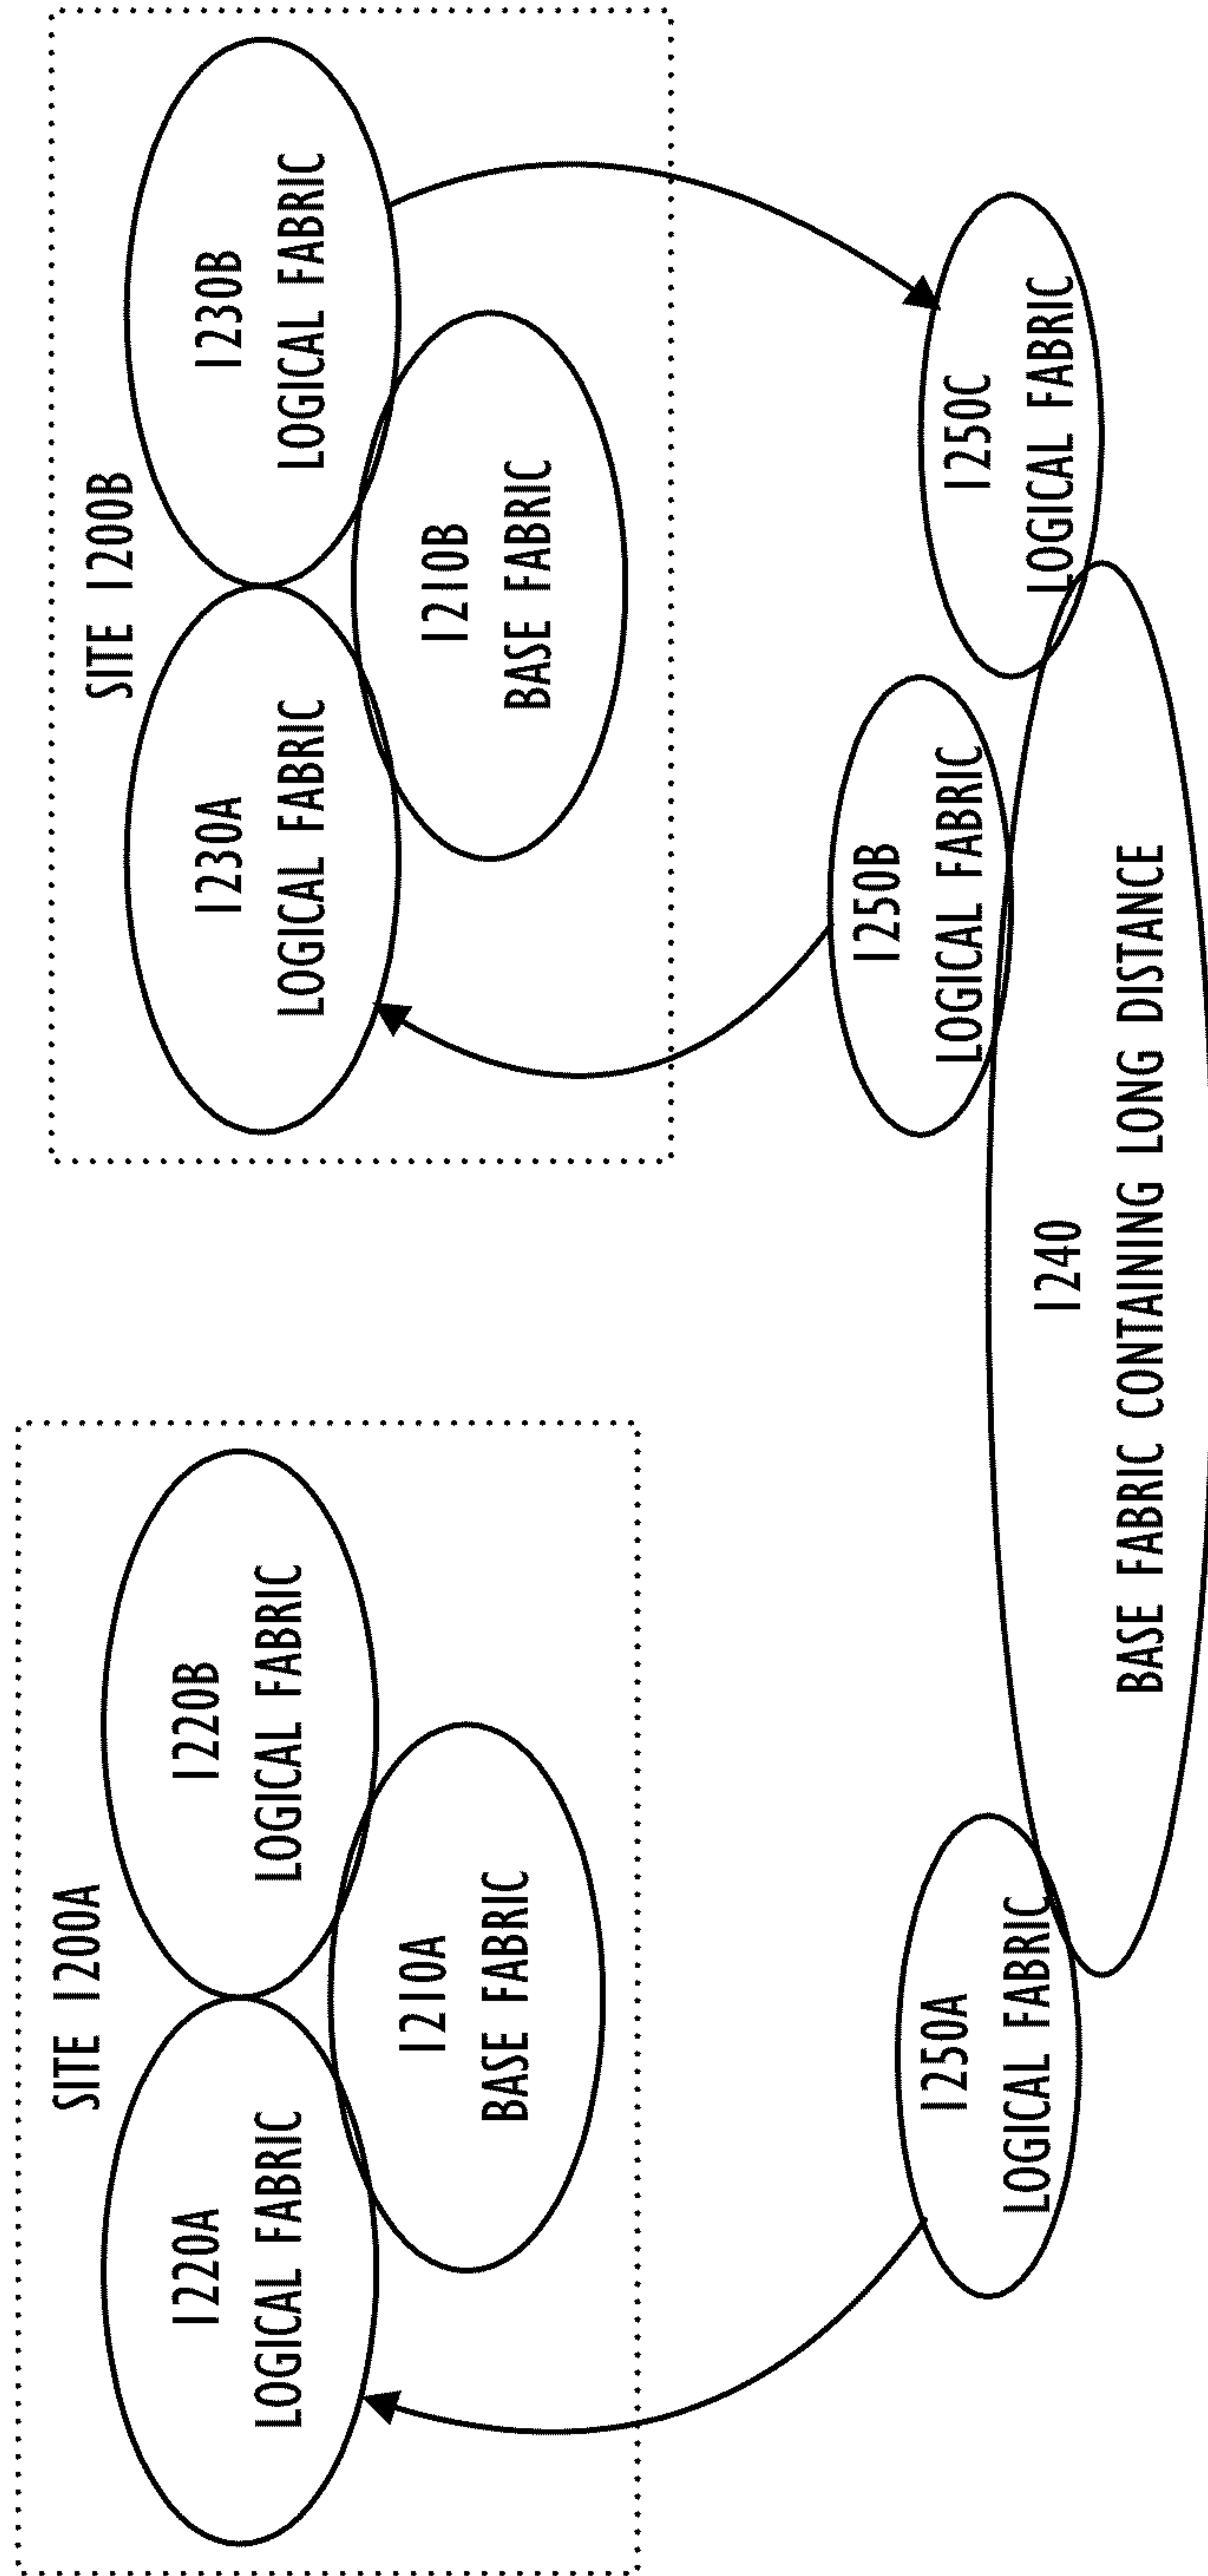 SITE 1200A
1220A
LOGICAL FABRIC
1220B
LOGICAL FABRIC
1210A
BASE FABRIC
SITE 1200B
1230A
LOGICAL FABRIC
1230B
LOGICAL FABRIC
1210B
BASE FABRIC
1250A
LOGICAL FABRIC
1250B
LOGICAL FABRIC
1250C
LOGICAL FABRIC
1240
BASE FABRIC CONTAINING LONG DISTANCE